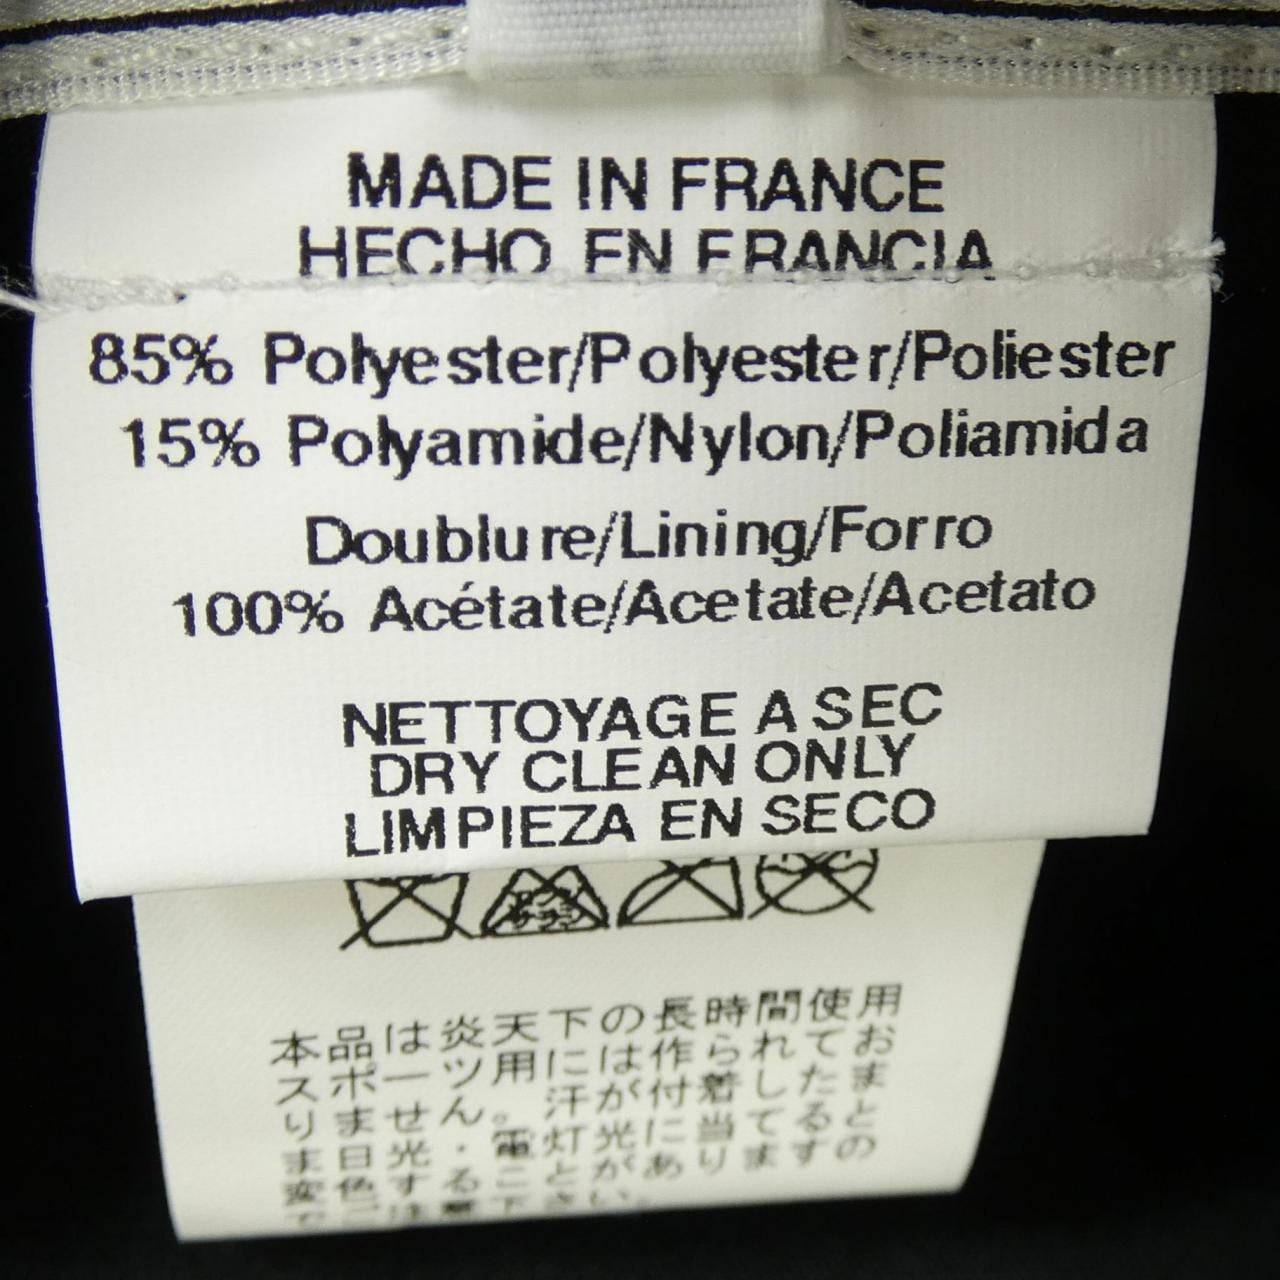 MADE IN FRANCE
HECHO EN FRANCIA
85% Polyester/Polyester/Poliester
15% Polyamide/Nylon/Poliamida
Doublure/Lining/Forro
100% Acétate/Acetate/Acetato
NETTOYAGE A SEC
DRY CLEAN ONLY
LIMPIEZA EN SECO
本品は炎天下の長時間使用
スポーツ用には作られてお
りません。汗が付着したま
ま日光・電灯光に当てると